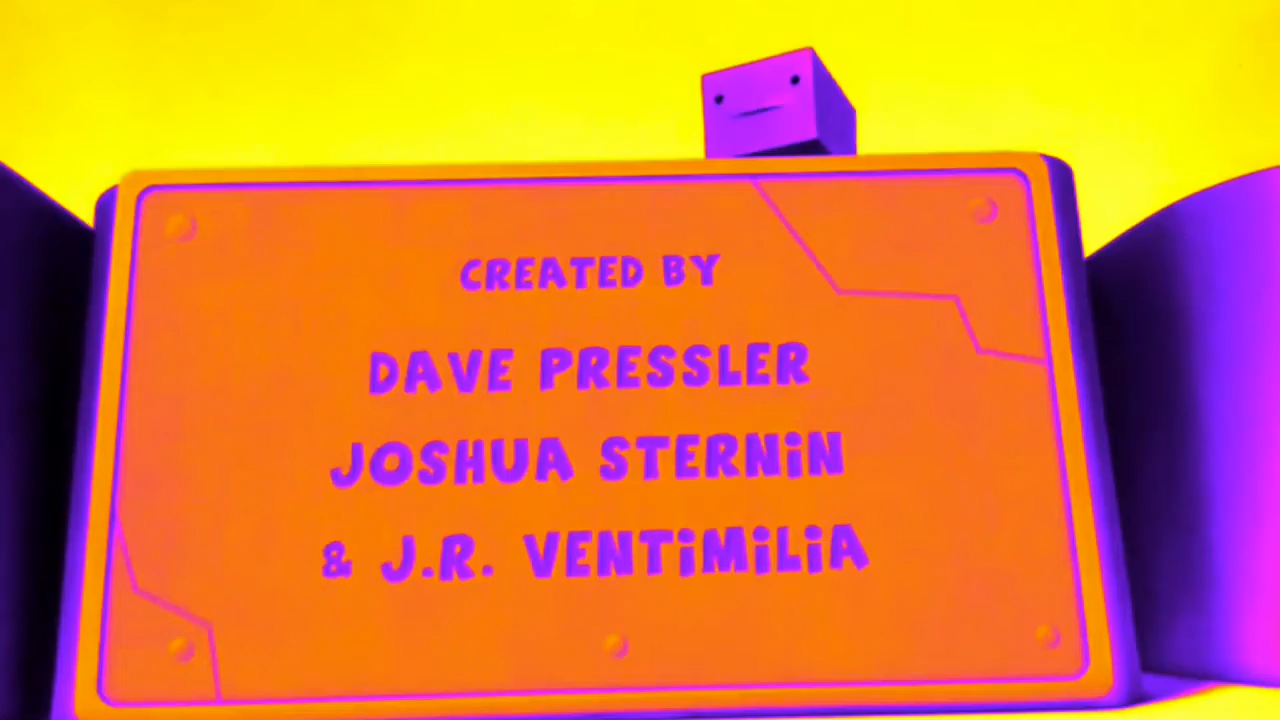 CREATED BY
DAVE PRESSLER
JOSHUA STERNiN
& J.R. VENTiMiLiA